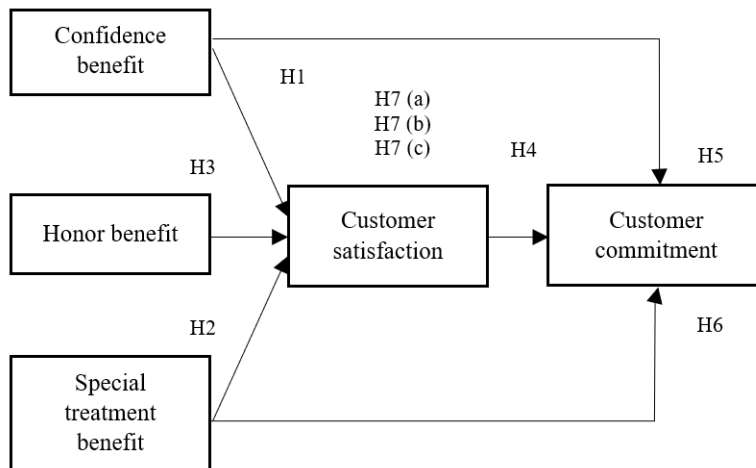 Confidence
benefit
H1
H7 (a)
H7 (b)
H7 (c)
H3
H4
H5
Honor benefit
Customer
satisfaction
Customer
commitment
H2
H6
Special
treatment
benefit